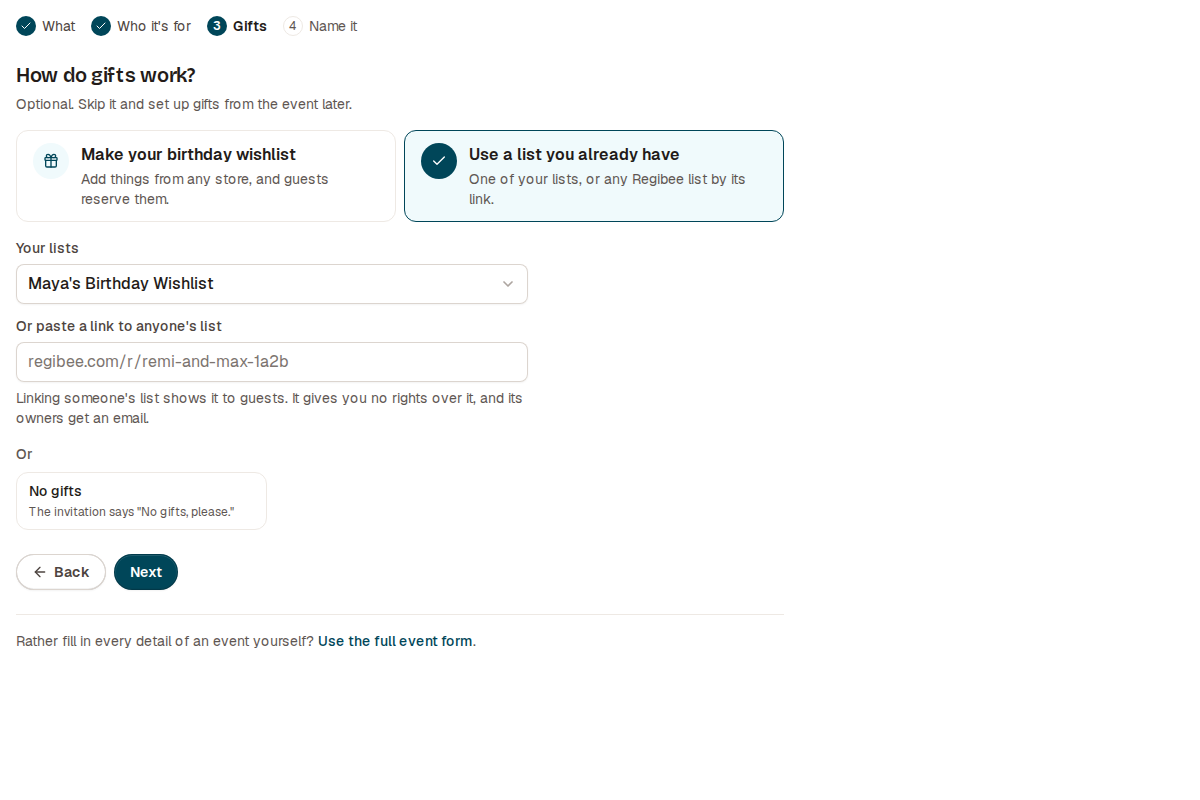 What
Who it's for
3 Gifts
4 Name it
How do gifts work?
Optional. Skip it and set up gifts from the event later.
Make your birthday wishlist
Add things from any store, and guests
reserve them.
Use a list you already have
One of your lists, or any Regibee list by its
link.
Your lists
Maya's Birthday Wishlist
Or paste a link to anyone's list
regibee.com/r/remi-and-max-1a2b
Linking someone's list shows it to guests. It gives you no rights over it, and its
owners get an email.
Or
No gifts
The invitation says "No gifts, please."
Back
Next
Rather fill in every detail of an event yourself? Use the full event form.